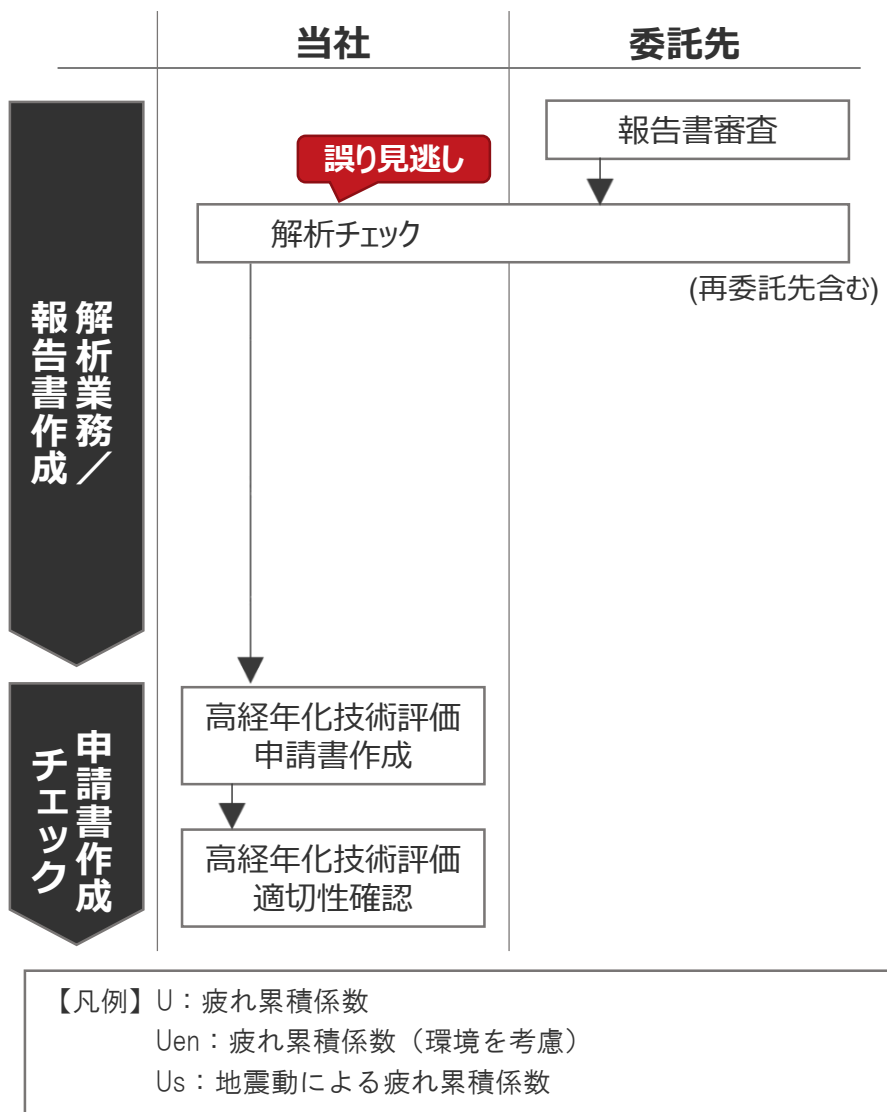 当社
委託先
報告書審査
誤り見逃し
解析チェック
(再委託先含む)
解析業務／
報告書作成
高経年化技術評価
申請書作成
申請書作成
チェック
高経年化技術評価
適切性確認
【凡例】U：疲れ累積係数
Uen：疲れ累積係数（環境を考慮）
Us：地震動による疲れ累積係数